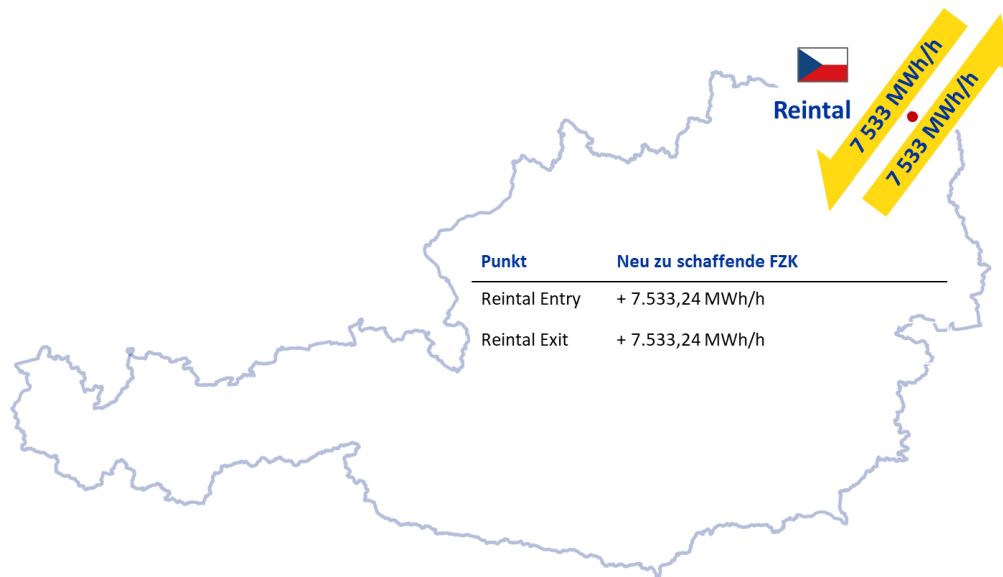 7 533 MWh/h
7 533 MWh/h
Reintal
Punkt Neu zu schaffende FZK
Reintal Entry + 7.533,24 MWh/h
Reintal Exit + 7.533,24 MWh/h